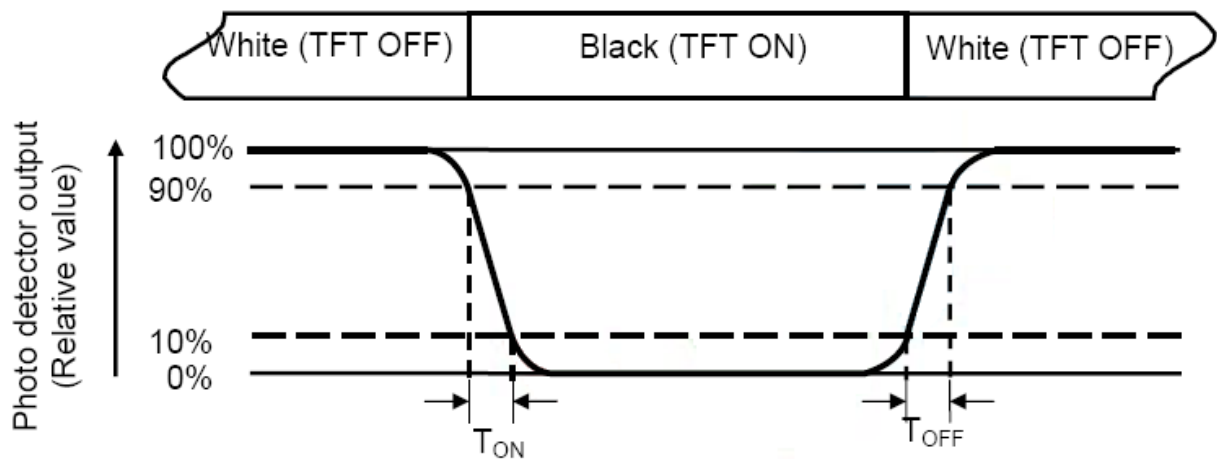 White (TFT OFF)
Black (TFT ON)
White (TFT OFF)
Photo detector output
(Relative value)
100%
90%
10%
0%
TON
TOFF